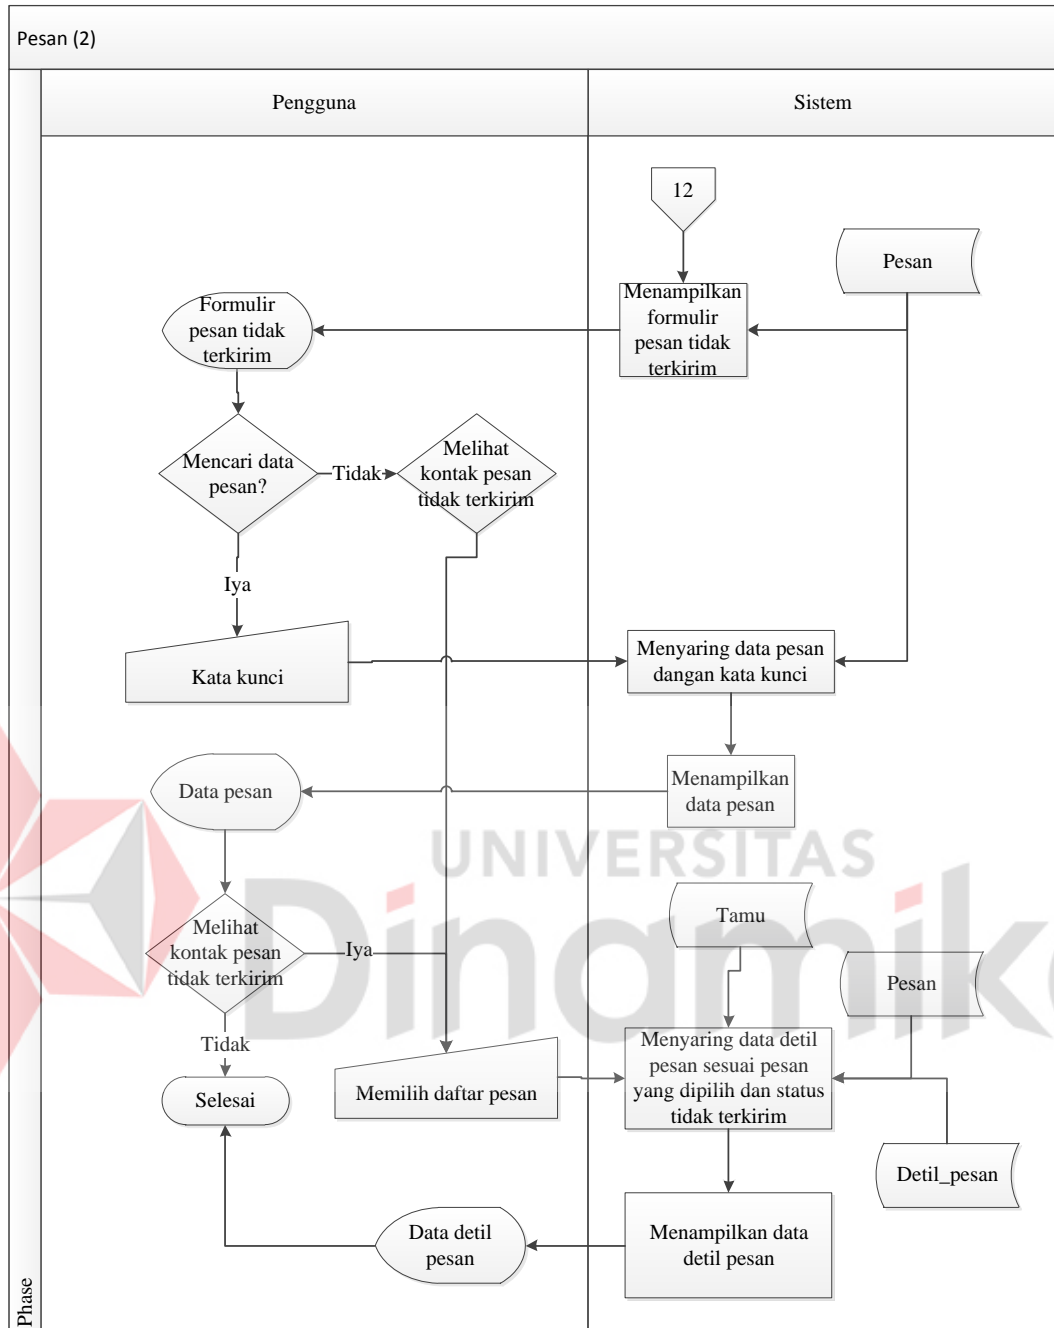 Pesan (2)
Pengguna
Sistem
12
Pesan
Menampilkan
formulir
pesan tidak
terkirim
Formulir
pesan tidak
terkirim
Mencari data
pesan?
Tidak
Melihat
kontak pesan
tidak terkirim
Iya
Kata kunci
Menyaring data pesan
dangan kata kunci
Menampilkan
data pesan
Data pesan
UNIVERSITAS
Dinamika
Tamu
Melihat
kontak pesan
tidak terkirim
Iya
Pesan
Tidak
Menyaring data detil
pesan sesuai pesan
yang dipilih dan status
tidak terkirim
Memilih daftar pesan
Selesai
Detil_pesan
Data detil
pesan
Menampilkan data
detil pesan
Phase